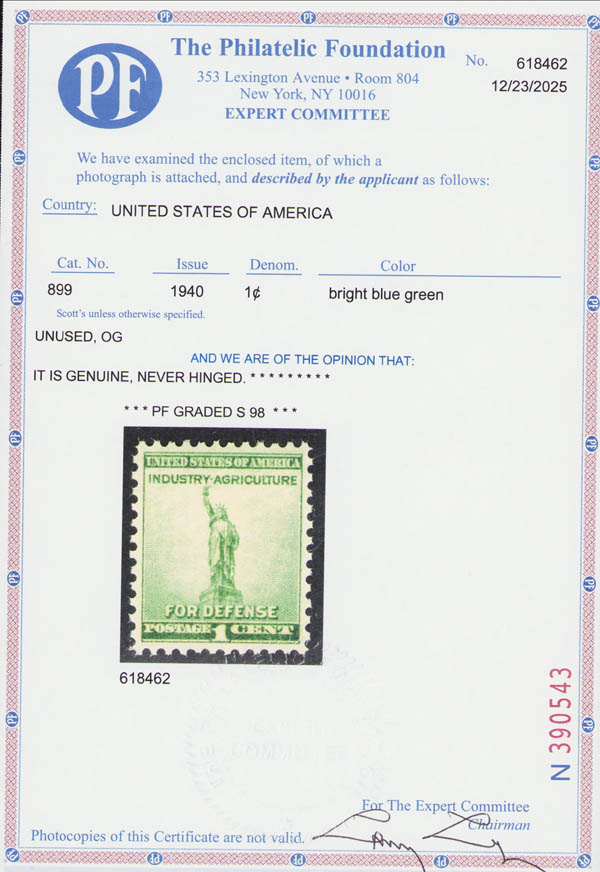 PF
The Philatelic Foundation
No. 618462
353 Lexington Avenue • Room 804
12/23/2025
New York, NY 10016
EXPERT COMMITTEE
We have examined the enclosed item, of which a
photograph is attached, and described by the applicant as follows:
Country: UNITED STATES OF AMERICA
Cat. No. Issue Denom. Color
899 1940 1¢ bright blue green
Scott's unless otherwise specified.
UNUSED, OG
AND WE ARE OF THE OPINION THAT:
IT IS GENUINE, NEVER HINGED. * * * * * * * * *
* * * PF GRADED S 98 * * *
UNITED STATES OF AMERICA
INDUSTRY·AGRICULTURE
FOR DEFENSE
POSTAGE 1 CENT
618462
N 390543
For The Expert Committee
Chairman
Photocopies of this Certificate are not valid.